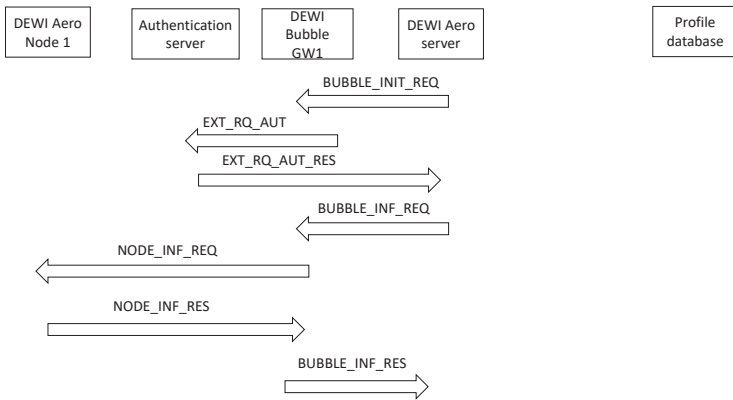 DEWI Aero
Node 1
Authentication
server
DEWI
Bubble
GW1
DEWI Aero
server
Profile
database
BUBBLE_INIT_REQ
EXT_RQ_AUT
EXT_RQ_AUT_RES
BUBBLE_INF_REQ
NODE_INF_REQ
NODE_INF_RES
BUBBLE_INF_RES